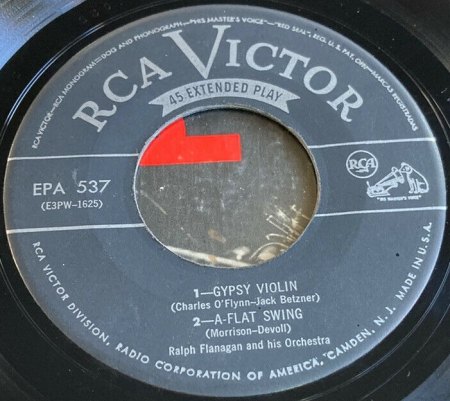 RCA VICTOR—RCA MONOGRAM—DOG AND PHONOGRAPH—"HIS MASTER'S VOICE"—"RED SEAL", REG. U. S. PAT. OFF.—MARCAS REGISTRADAS
RCA VICTOR
45 EXTENDED PLAY
EPA 537
(E3PW-1625)
RCA
"HIS MASTER'S VOICE"
1—GYPSY VIOLIN
(Charles O'Flynn-Jack Betzner)
2—A-FLAT SWING
(Morrison-Devoll)
Ralph Flanagan and his Orchestra
RCA VICTOR DIVISION, RADIO CORPORATION OF AMERICA, CAMDEN, N. J. MADE IN U.S.A.